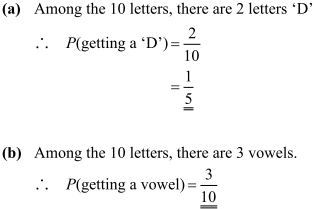 (a) Among the 10 letters, there are 2 letters ‘D’
∴ P(getting a ‘D’) = 2/10
= 1/5
(b) Among the 10 letters, there are 3 vowels.
∴ P(getting a vowel) = 3/10